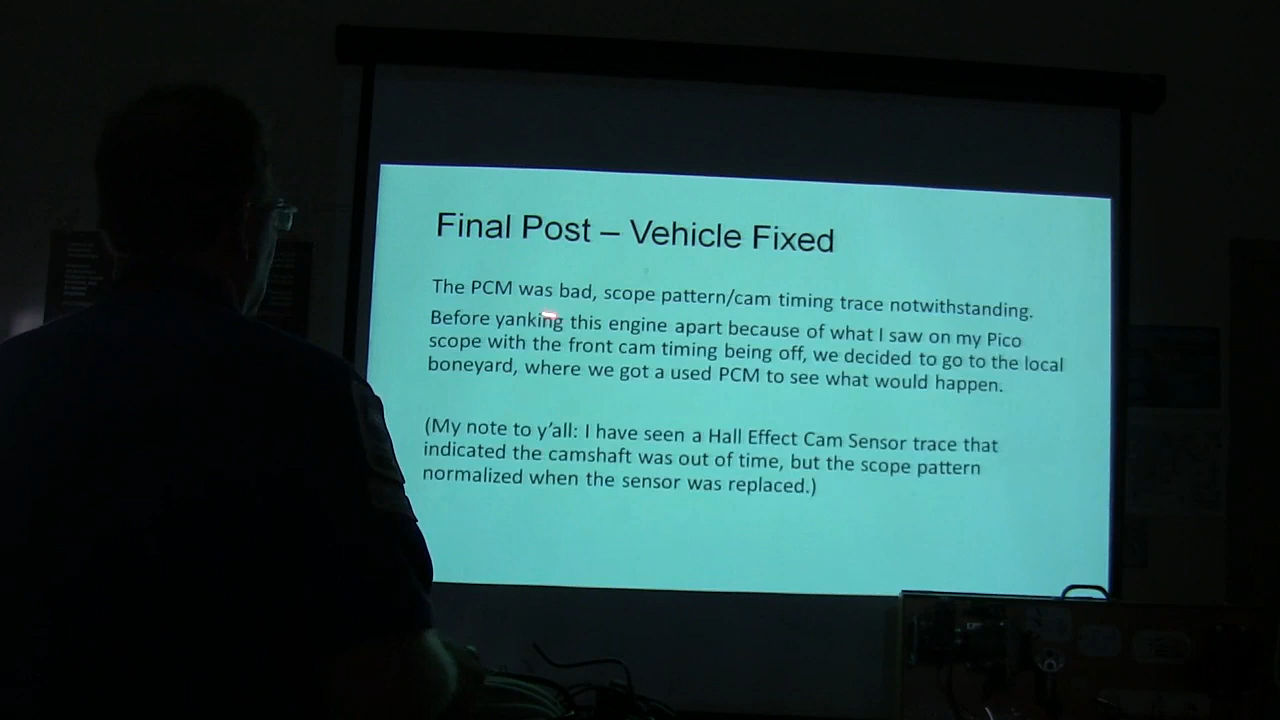 Final Post – Vehicle Fixed
The PCM was bad, scope pattern/cam timing trace notwithstanding.
Before yanking this engine apart because of what I saw on my Pico
scope with the front cam timing being off, we decided to go to the local
boneyard, where we got a used PCM to see what would happen.
(My note to y’all: I have seen a Hall Effect Cam Sensor trace that
indicated the camshaft was out of time, but the scope pattern
normalized when the sensor was replaced.)